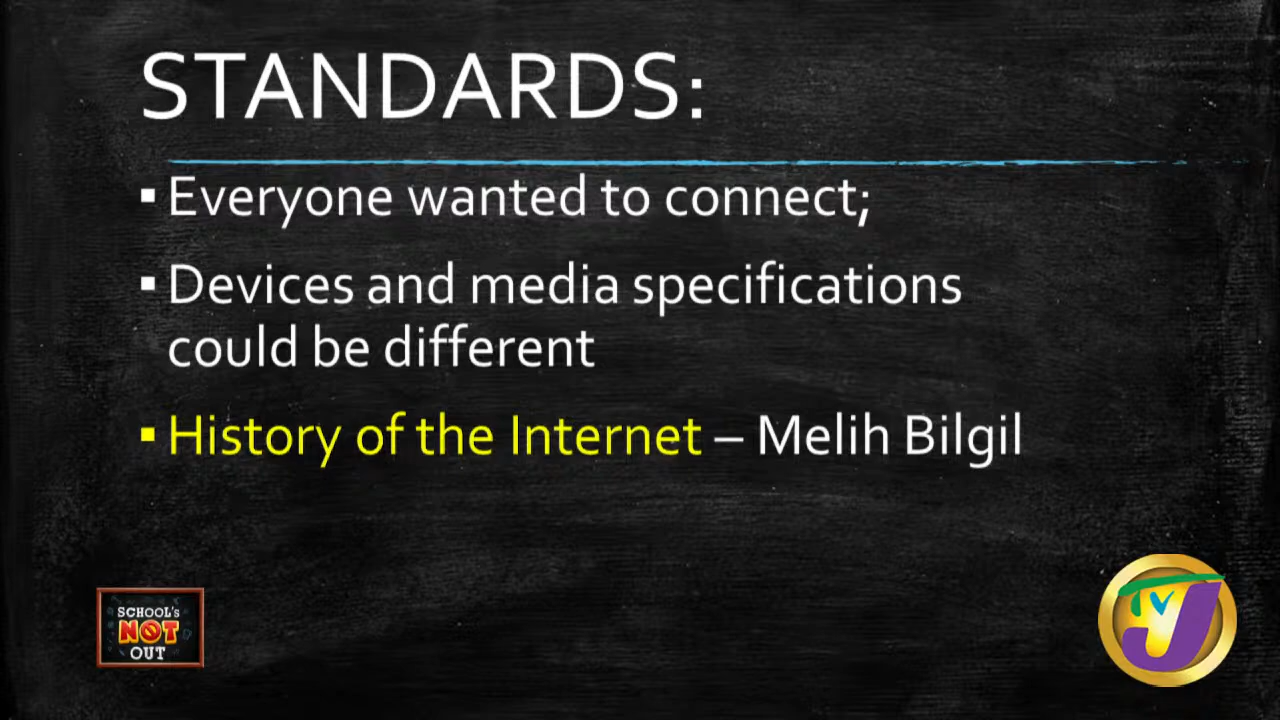 STANDARDS:
▪ Everyone wanted to connect;
▪ Devices and media specifications
could be different
▪ History of the Internet – Melih Bilgil
SCHOOL's
NOT
OUT
TVJ